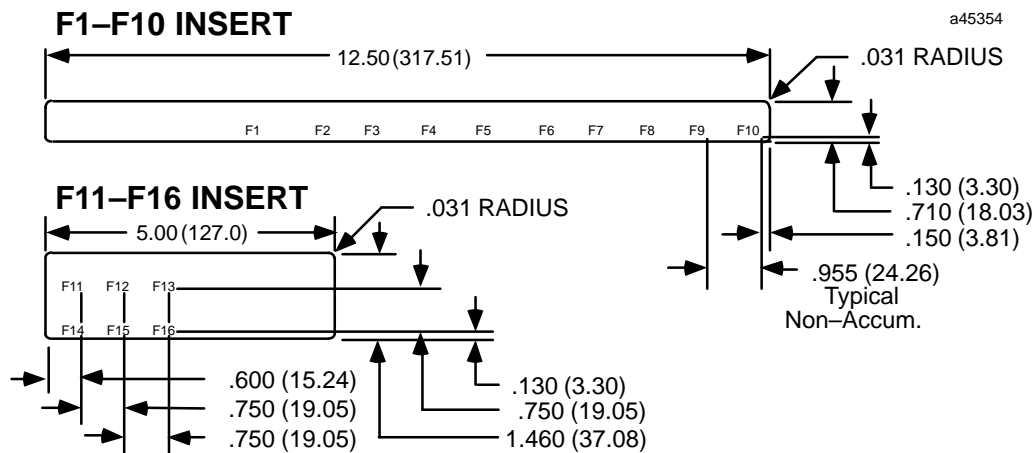 F1–F10 INSERT
a45354
12.50(317.51)
.031 RADIUS
F1 F2 F3 F4 F5 F6 F7 F8 F9 F10
.130 (3.30)
.710 (18.03)
.150 (3.81)
.955 (24.26)
Typical
Non–Accum.
F11–F16 INSERT
5.00(127.0)
.031 RADIUS
F11 F12 F13
F14 F15 F16
.600 (15.24)
.750 (19.05)
.750 (19.05)
.130 (3.30)
.750 (19.05)
1.460 (37.08)